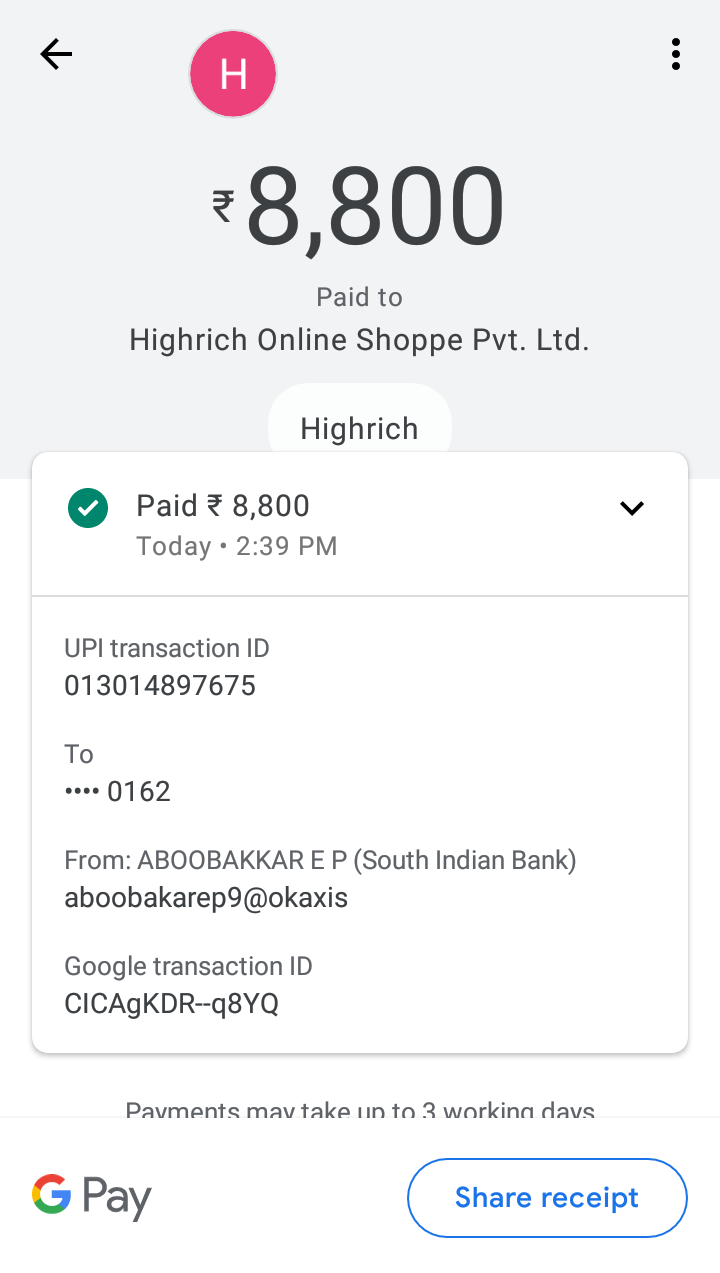 H
₹8,800
Paid to
Highrich Online Shoppe Pvt. Ltd.
Highrich
Paid ₹ 8,800
Today • 2:39 PM
UPI transaction ID
013014897675
To
•••• 0162
From: ABOOBAKKAR E P (South Indian Bank)
aboobakarep9@okaxis
Google transaction ID
CICAgKDR--q8YQ
Payments may take up to 3 working days
G Pay
Share receipt